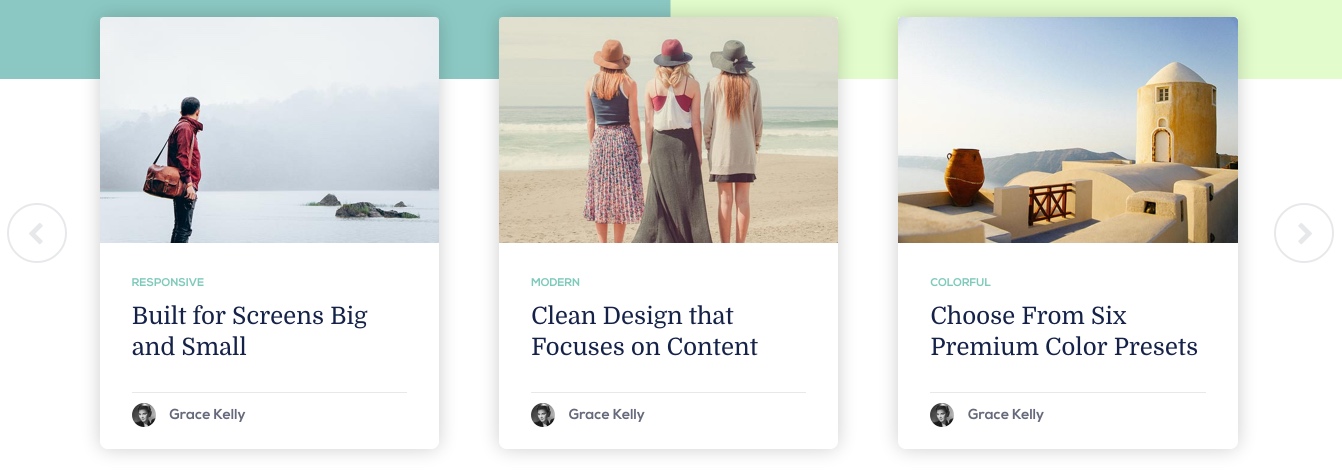 RESPONSIVE
Built for Screens Big
and Small
Grace Kelly
MODERN
Clean Design that
Focuses on Content
Grace Kelly
COLORFUL
Choose From Six
Premium Color Presets
Grace Kelly